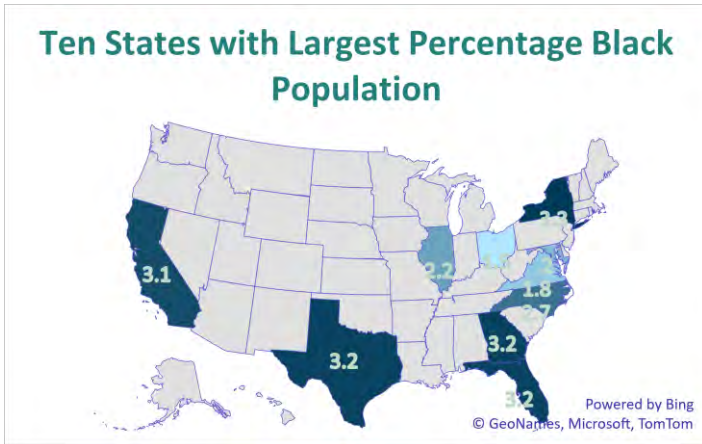 Ten States with Largest Percentage Black
Population
3.1
2.2
1.8
3.2
3.2
3.2
Powered by Bing
© GeoNames, Microsoft, TomTom